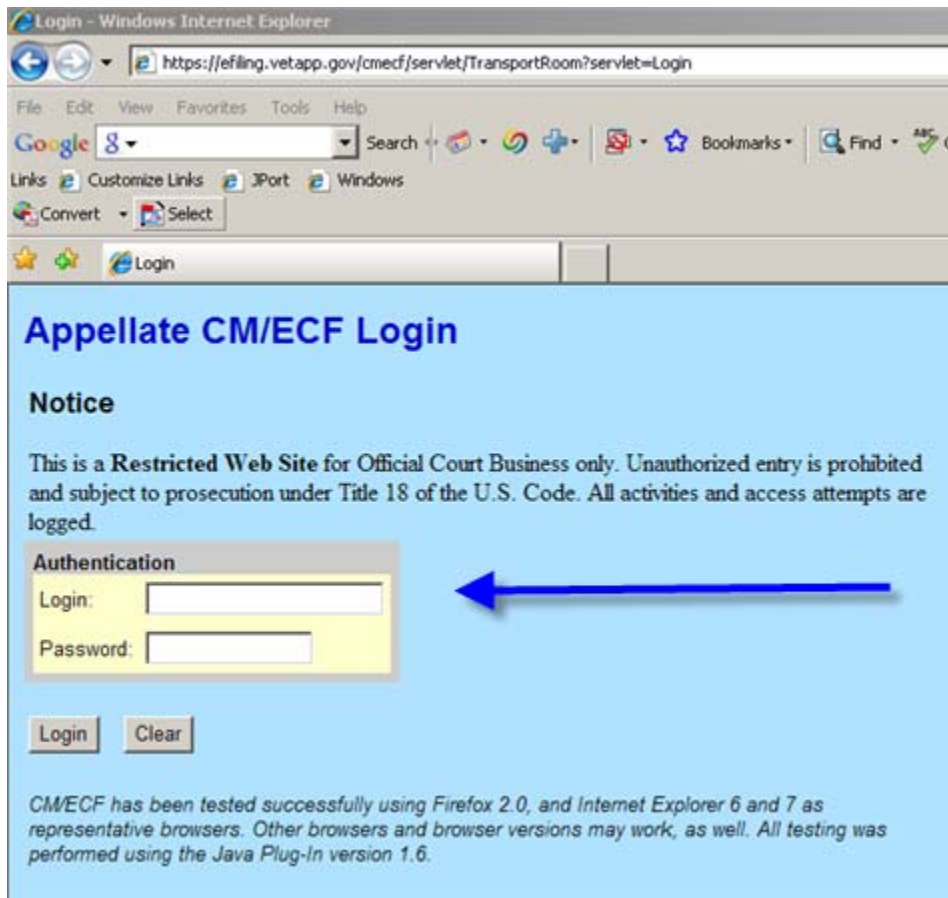 Login - Windows Internet Explorer
https://efiling.vetapp.gov/cmecf/servlet/TransportRoom?servlet=Login
File Edit View Favorites Tools Help
Google Search Bookmarks Find
Links Customize Links JPort Windows
Convert Select
Login
Appellate CM/ECF Login
Notice
This is a Restricted Web Site for Official Court Business only. Unauthorized entry is prohibited
and subject to prosecution under Title 18 of the U.S. Code. All activities and access attempts are
logged.
Authentication
Login:
Password:
Login Clear
CM/ECF has been tested successfully using Firefox 2.0, and Internet Explorer 6 and 7 as
representative browsers. Other browsers and browser versions may work, as well. All testing was
performed using the Java Plug-In version 1.6.